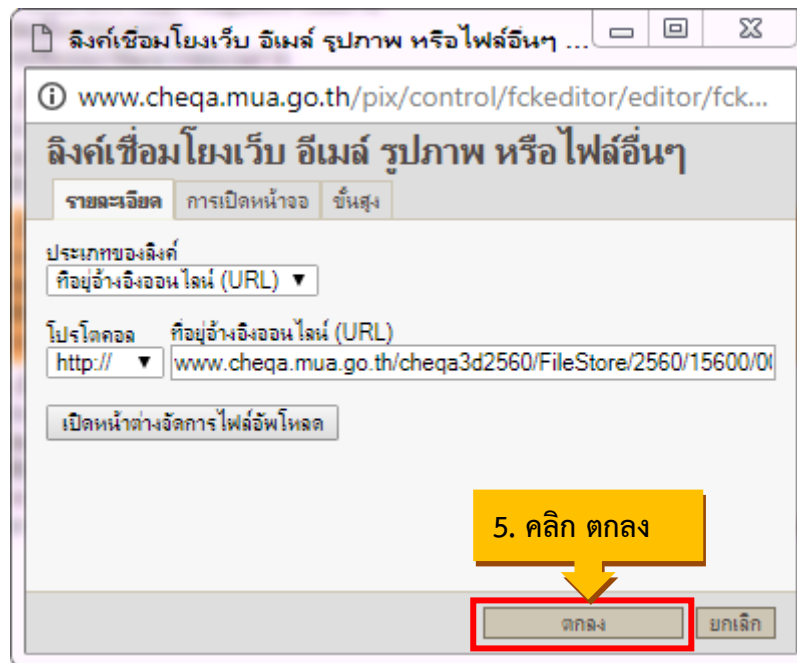 ลิงค์เชื่อมโยงเว็บ อีเมล์ รูปภาพ หรือไฟล์อื่นๆ ...
www.cheqa.mua.go.th/pix/control/fckeditor/editor/fck...
ลิงค์เชื่อมโยงเว็บ อีเมล์ รูปภาพ หรือไฟล์อื่นๆ
รายละเอียด การเปิดหน้าจอ ขั้นสูง
ประเภทของลิงค์
ที่อยู่อ้างอิงออนไลน์ (URL)
โปรโตคอล ที่อยู่อ้างอิงออนไลน์ (URL)
http:// www.cheqa.mua.go.th/cheqa3d2560/FileStore/2560/15600/0
เปิดหน้าต่างจัดการไฟล์อัพโหลด
5. คลิก ตกลง
ตกลง ยกเลิก